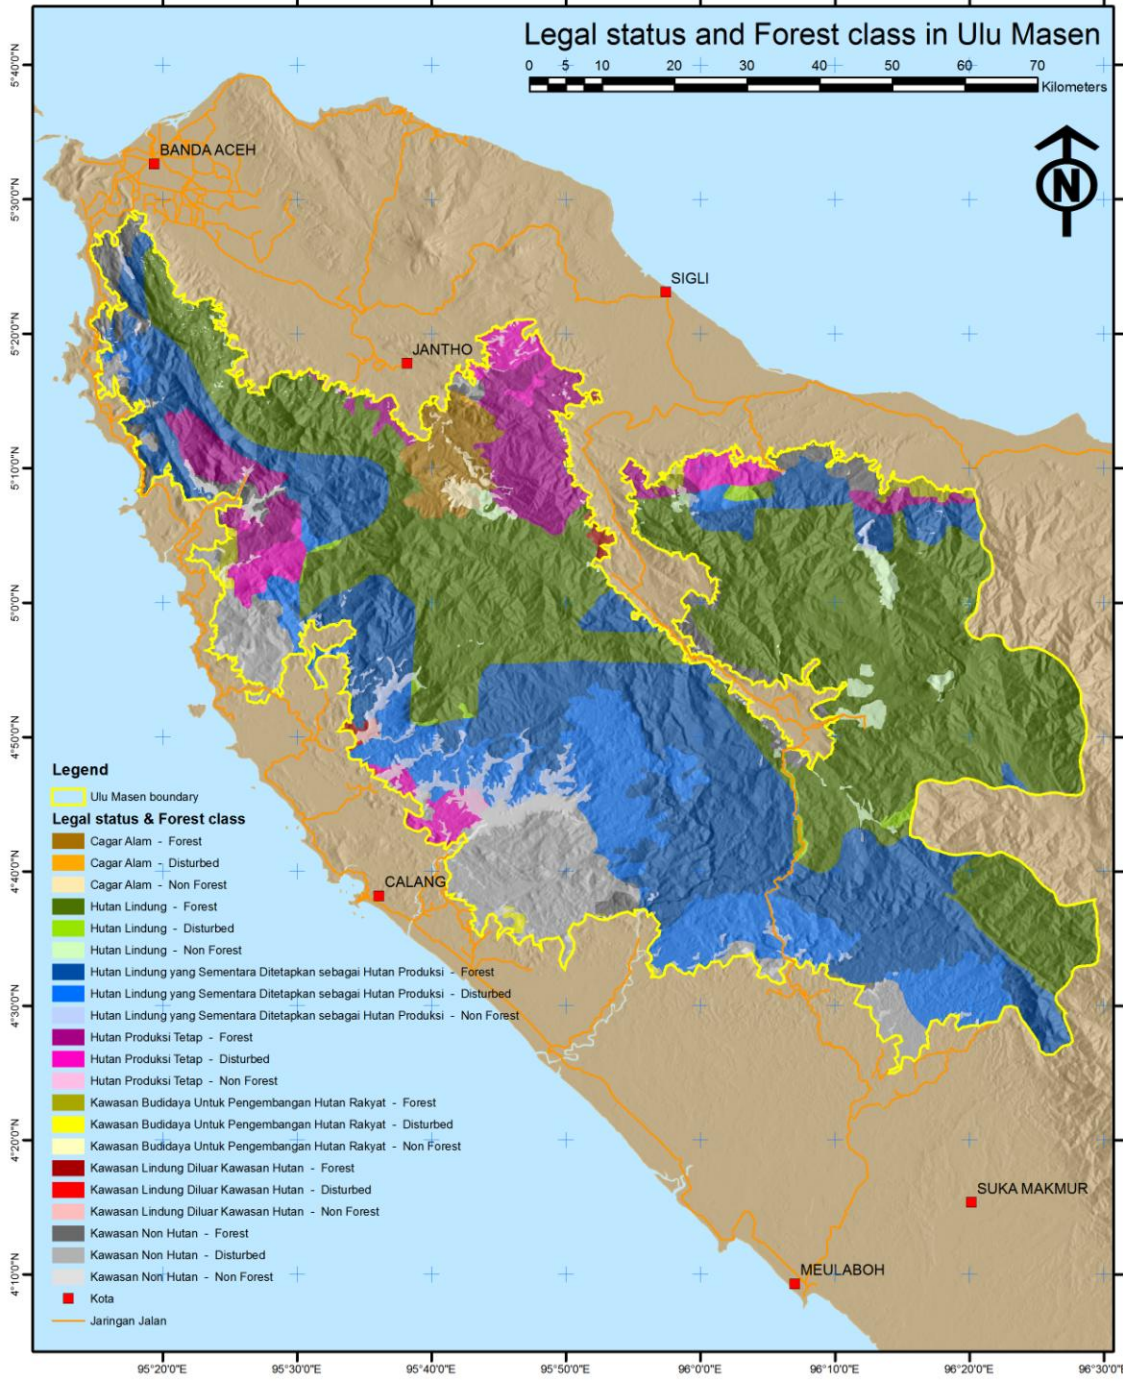 Legal status and Forest class in Ulu Masen
0 5 10 20 30 40 50 60 70
Kilometers
N
BANDA ACEH
SIGLI
JANTHO
CALANG
SUKA MAKMUR
MEULABOH
Legend
Ulu Masen boundary
Legal status & Forest class
Cagar Alam - Forest
Cagar Alam - Disturbed
Cagar Alam - Non Forest
Hutan Lindung - Forest
Hutan Lindung - Disturbed
Hutan Lindung - Non Forest
Hutan Lindung yang Sementara Ditetapkan sebagai Hutan Produksi - Forest
Hutan Lindung yang Sementara Ditetapkan sebagai Hutan Produksi - Disturbed
Hutan Lindung yang Sementara Ditetapkan sebagai Hutan Produksi - Non Forest
Hutan Produksi Tetap - Forest
Hutan Produksi Tetap - Disturbed
Hutan Produksi Tetap - Non Forest
Kawasan Budidaya Untuk Pengembangan Hutan Rakyat - Forest
Kawasan Budidaya Untuk Pengembangan Hutan Rakyat - Disturbed
Kawasan Budidaya Untuk Pengembangan Hutan Rakyat - Non Forest
Kawasan Lindung Diluar Kawasan Hutan - Forest
Kawasan Lindung Diluar Kawasan Hutan - Disturbed
Kawasan Lindung Diluar Kawasan Hutan - Non Forest
Kawasan Non Hutan - Forest
Kawasan Non Hutan - Disturbed
Kawasan Non Hutan - Non Forest
Kota
Jaringan Jalan
5°40'0"N
5°30'0"N
5°20'0"N
5°10'0"N
5°0'0"N
4°50'0"N
4°40'0"N
4°30'0"N
4°20'0"N
4°10'0"N
95°20'0"E 95°30'0"E 95°40'0"E 95°50'0"E 96°0'0"E 96°10'0"E 96°20'0"E 96°30'0"E